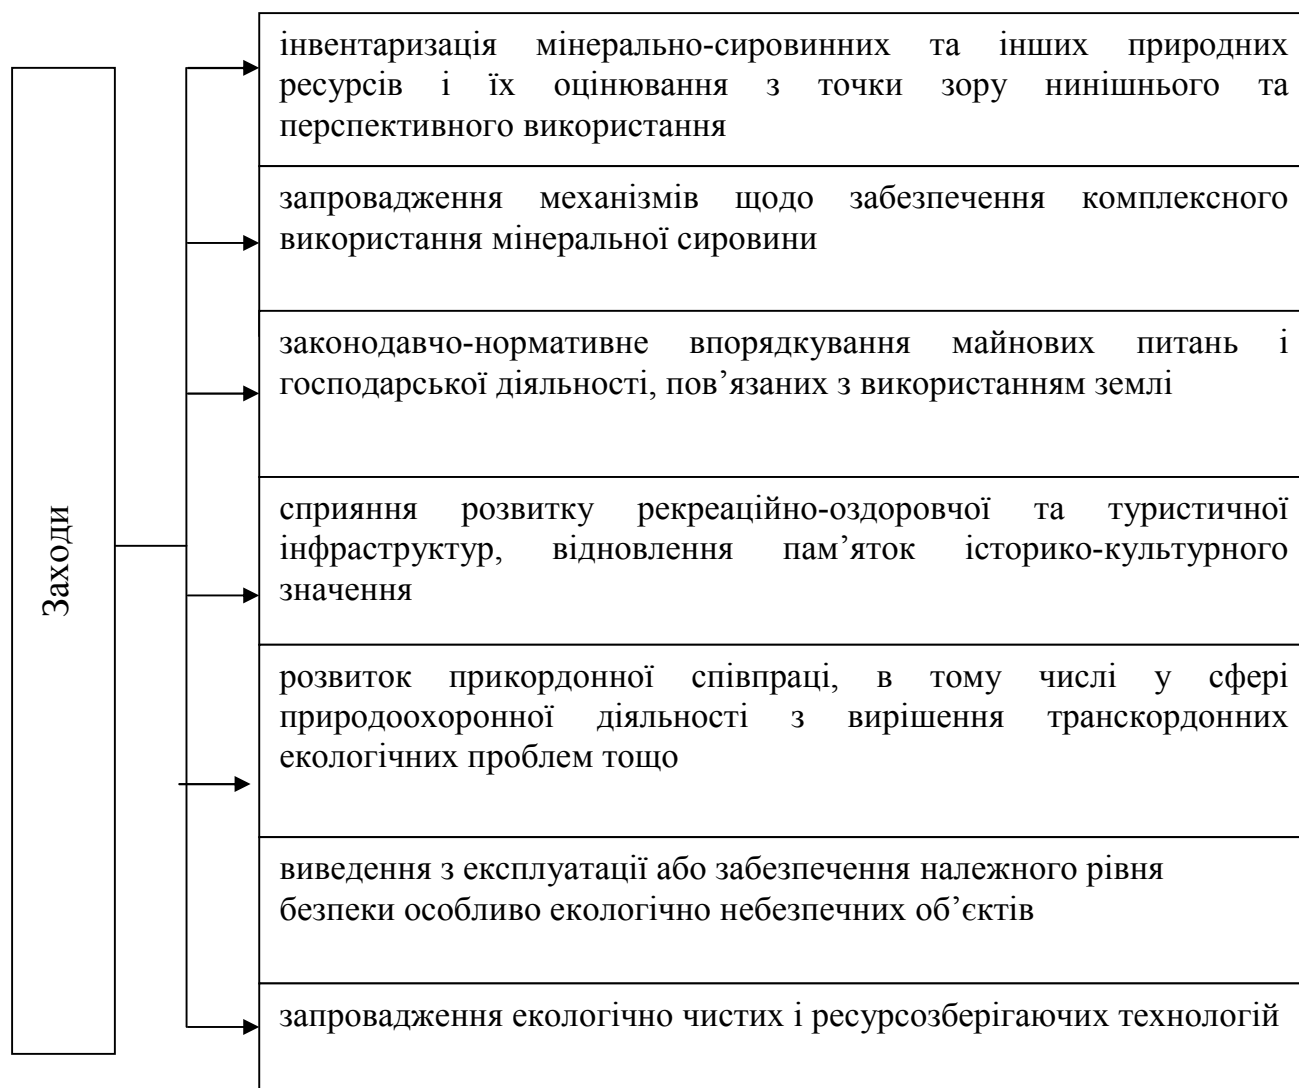 Заходи
інвентаризація мінерально-сировинних та інших природних
ресурсів і їх оцінювання з точки зору нинішнього та
перспективного використання
запровадження механізмів щодо забезпечення комплексного
використання мінеральної сировини
законодавчо-нормативне впорядкування майнових питань і
господарської діяльності, пов’язаних з використанням землі
сприяння розвитку рекреаційно-оздоровчої та туристичної
інфраструктур, відновлення пам’яток історико-культурного
значення
розвиток прикордонної співпраці, в тому числі у сфері
природоохоронної діяльності з вирішення транскордонних
екологічних проблем тощо
виведення з експлуатації або забезпечення належного рівня
безпеки особливо екологічно небезпечних об’єктів
запровадження екологічно чистих і ресурсозберігаючих технологій